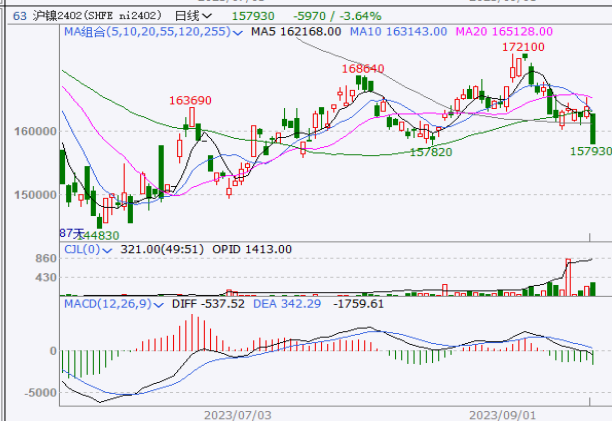 63 沪镍2402(SHFE ni2402) 日线 157930 -5970 / -3.64%
MA组合(5,10,20,55,120,255) MA5 162168.00 MA10 163143.00 MA20 165128.00
172100
168640
163690
160000
157820
157930
150000
87天
144830
CJL(0) 321.00(49:51) OPID 1413.00
860
430
MACD(12,26,9) DIFF -537.52 DEA 342.29 -1759.61
0
-5000
2023/07/03 2023/09/01